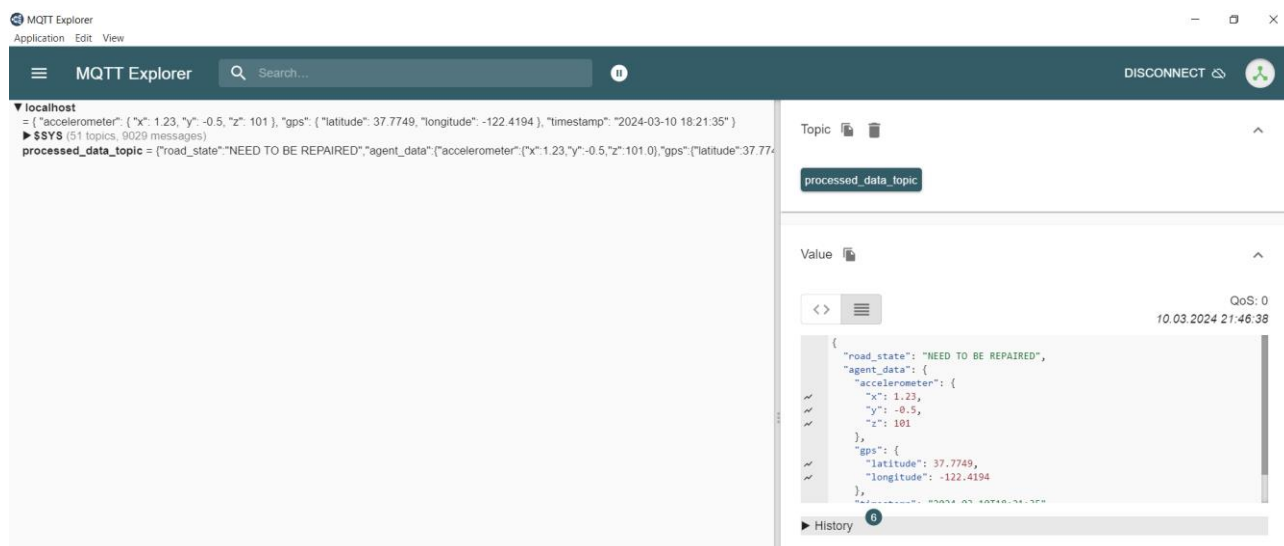 MQTT Explorer
Application Edit View
MQTT Explorer
Search...
DISCONNECT
▼ localhost
= { "accelerometer": { "x": 1.23, "y": -0.5, "z": 101 }, "gps": { "latitude": 37.7749, "longitude": -122.4194 }, "timestamp": "2024-03-10 18:21:35" }
▶ $SYS (51 topics, 9029 messages)
processed_data_topic = {"road_state":"NEED TO BE REPAIRED","agent_data":{"accelerometer":{"x":1.23,"y":-0.5,"z":101.0},"gps":{"latitude":37.774
Topic
processed_data_topic
Value
QoS: 0
10.03.2024 21:46:38
{
"road_state": "NEED TO BE REPAIRED",
"agent_data": {
"accelerometer": {
"x": 1.23,
"y": -0.5,
"z": 101
},
"gps": {
"latitude": 37.7749,
"longitude": -122.4194
},
▶ History 6